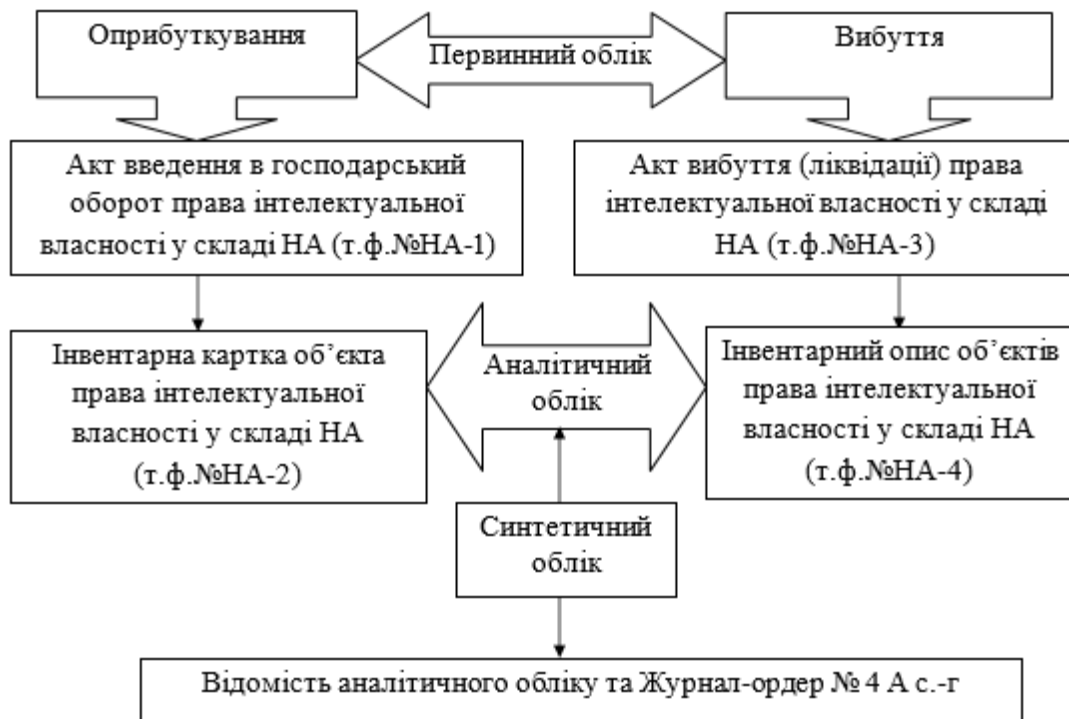 Оприбуткування
Первинний облік
Вибуття
Акт введення в господарський
оборот права інтелектуальної
власності у складі НА (т.ф.№НА-1)
Акт вибуття (ліквідації) права
інтелектуальної власності у складі
НА (т.ф.№НА-3)
Інвентарна картка об’єкта
права інтелектуальної
власності у складі НА
(т.ф.№НА-2)
Аналітичний
облік
Інвентарний опис об’єктів
права інтелектуальної
власності у складі НА
(т.ф.№НА-4)
Синтетичний
облік
Відомість аналітичного обліку та Журнал-ордер № 4 А с.-г